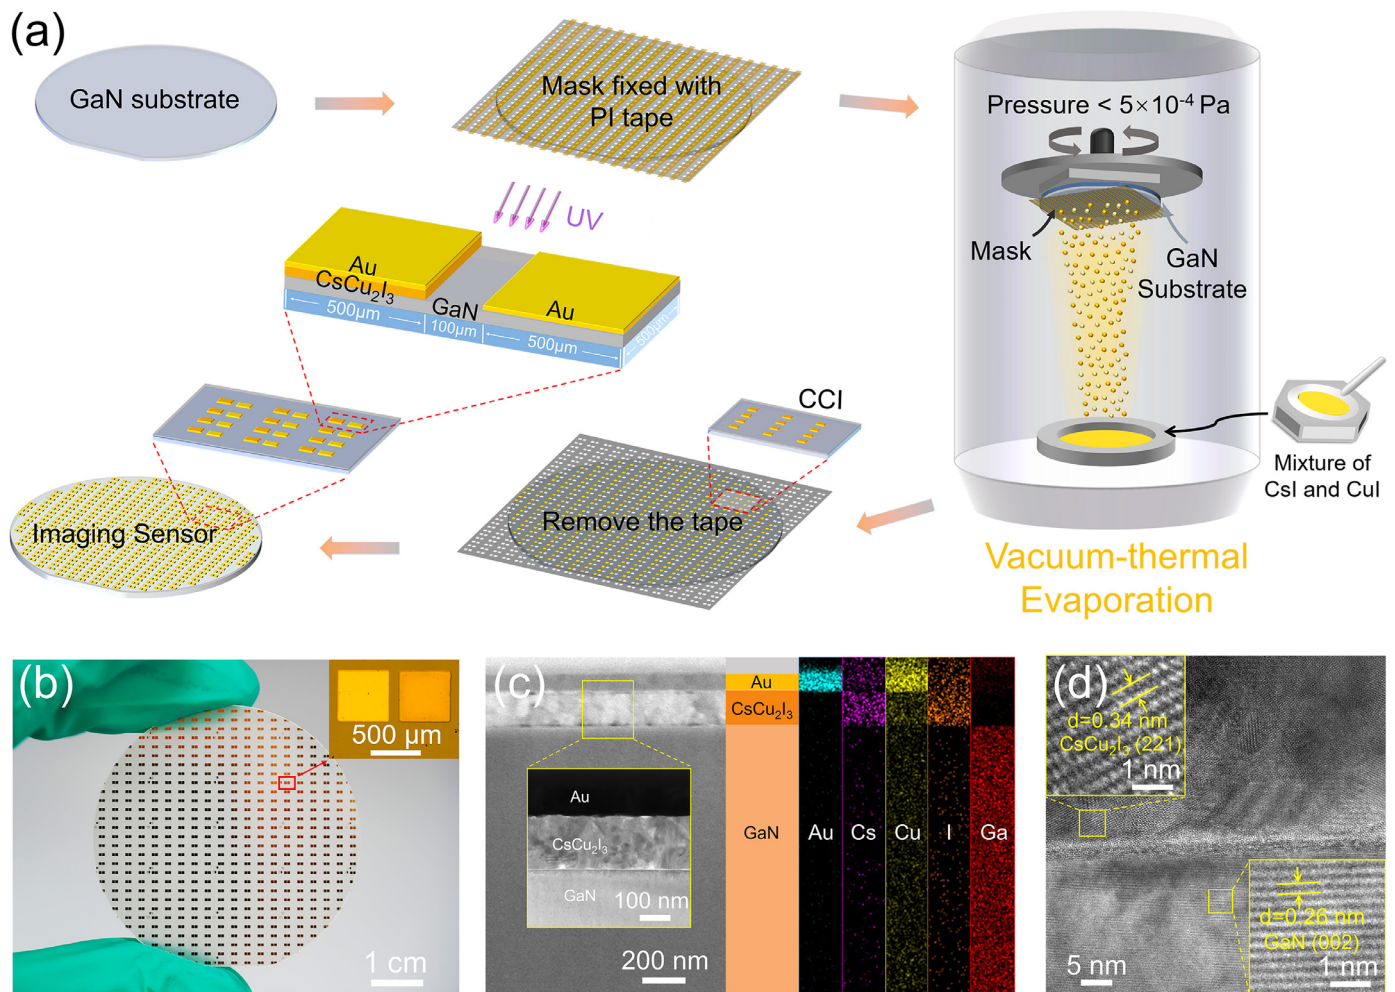 (a)
GaN substrate
Mask fixed with
PI tape
Pressure < 5×10⁻⁴ Pa
Mask
GaN
Substrate
Mixture of
CsI and CuI
Vacuum-thermal
Evaporation
UV
Au
CsCu₂I₃
GaN
Au
500μm
100μm
500μm
500μm
CCI
Remove the tape
Imaging Sensor
(b)
500 μm
1 cm
(c)
Au
CsCu₂I₃
GaN
100 nm
200 nm
Au
CsCu₂I₃
GaN
Au
Cs
Cu
I
Ga
(d)
d=0.34 nm
CsCu₂I₃ (221)
1 nm
d=0.26 nm
GaN (002)
1 nm
5 nm